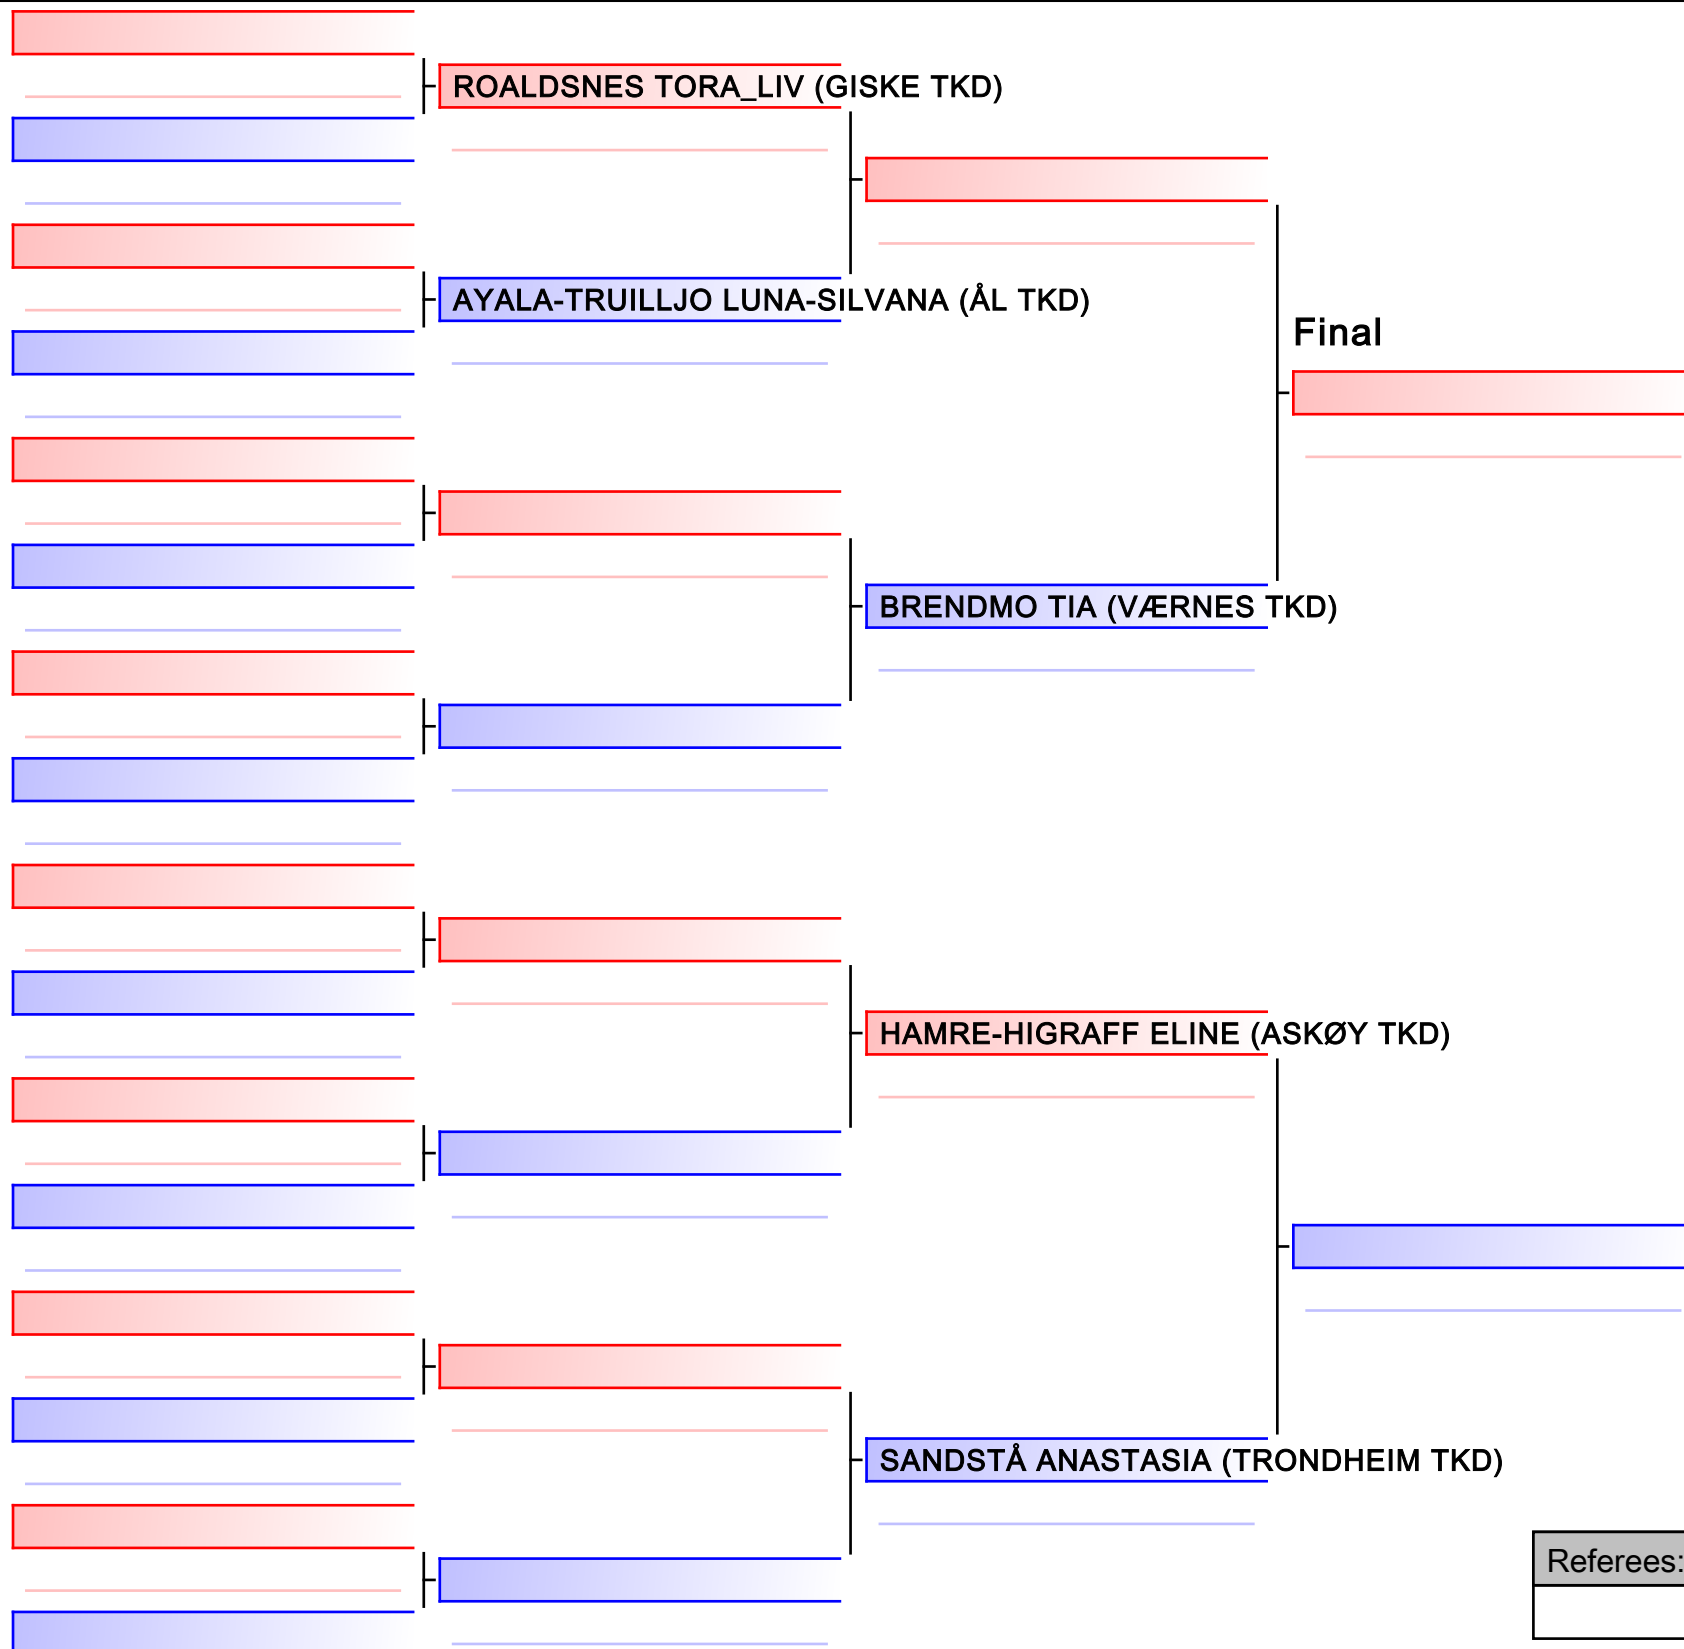 ROALDSNES TORA_LIV (GISKE TKD)
AYALA-TRUILLJO LUNA-SILVANA (ÅL TKD)
Final
BRENDMO TIA (VÆRNES TKD)
HAMRE-HIGRAFF ELINE (ASKØY TKD)
SANDSTÅ ANASTASIA (TRONDHEIM TKD)
Referees: